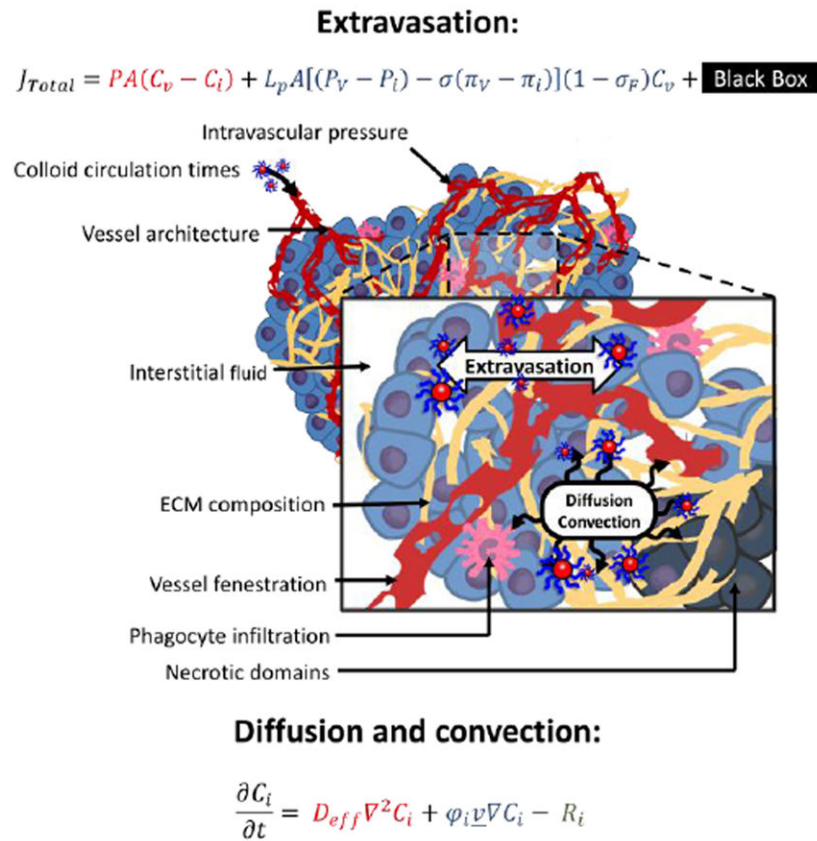 Extravasation:
J_Total = PA(C_v − C_i) + L_pA[(P_V − P_i) − σ(π_V − π_i)](1 − σ_F)C_v + Black Box
Intravascular pressure
Colloid circulation times
Vessel architecture
Interstitial fluid
Extravasation
ECM composition
Diffusion
Convection
Vessel fenestration
Phagocyte infiltration
Necrotic domains
Diffusion and convection:
∂C_i/∂t = D_eff∇²C_i + φ_i v̲∇C_i − R_i